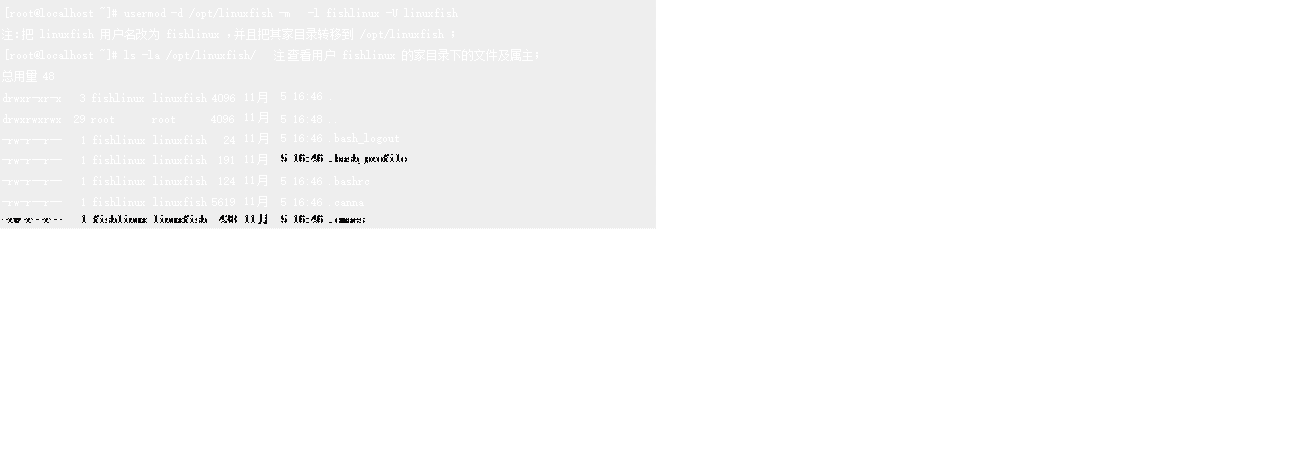 [root@localhost ~]# usermod -d /opt/linuxfish -m -l fishlinux -U linuxfish
注:把 linuxfish 用户名改为 fishlinux ,并且把其家目录转移到 /opt/linuxfish ;
[root@localhost ~]# ls -la /opt/linuxfish/ 注查看用户 fishlinux 的家目录下的文件及属主;
总用量 48
drwxr-xr-x 3 fishlinux linuxfish 4096 11月 5 16:46
drwxrwxrwx 29 root root 4096 11月 5 16:48 ..
-rw-r--r-- 1 fishlinux linuxfish 24 11月 5 16:46 .bash_logout
-rw-r--r-- 1 fishlinux linuxfish 191 11月 5 16:46 .bash_profile
-rw-r--r-- 1 fishlinux linuxfish 124 11月 5 16:46 .bashrc
-rw-r--r-- 1 fishlinux linuxfish 5619 11月 5 16:46 .canna
-rw-r--r-- 1 fishlinux linuxfish 438 11月 5 16:46 .emacs